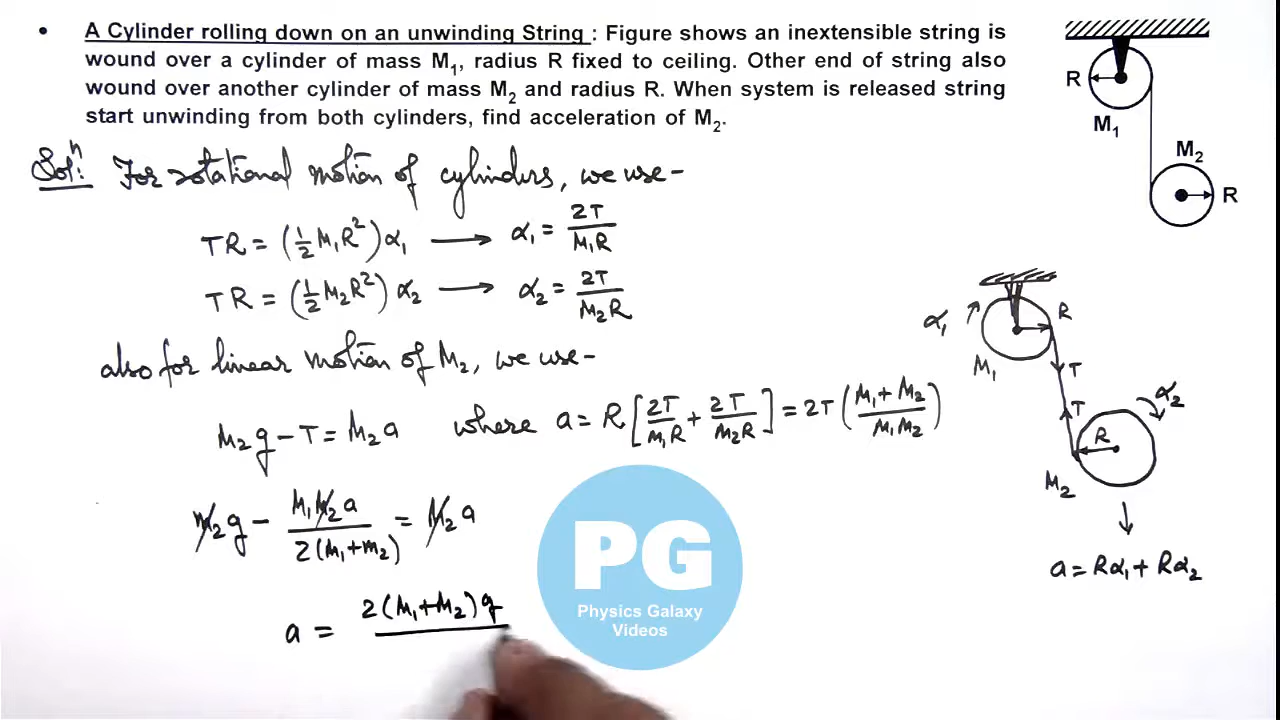 • A Cylinder rolling down on an unwinding String : Figure shows an inextensible string is
wound over a cylinder of mass M₁, radius R fixed to ceiling. Other end of string also
wound over another cylinder of mass M₂ and radius R. When system is released string
start unwinding from both cylinders, find acceleration of M₂.
R
M₁
M₂
R
Solⁿ: For rotational motion of cylinders, we use-
TR = (½ M₁R²) α₁ → α₁ = 2T/M₁R
TR = (½ M₂R²) α₂ → α₂ = 2T/M₂R
also for linear motion of M₂, we use-
M₂g - T = M₂a where a = R [2T/M₁R + 2T/M₂R] = 2T (M₁ + M₂/M₁M₂)
M₂g - M₁M₂a/2(M₁+M₂) = M₂a
a = 2(M₁+M₂)g
α₁
R
M₁
T
T
α₂
R
M₂
a = Rα₁ + Rα₂
PG
Physics Galaxy
Videos